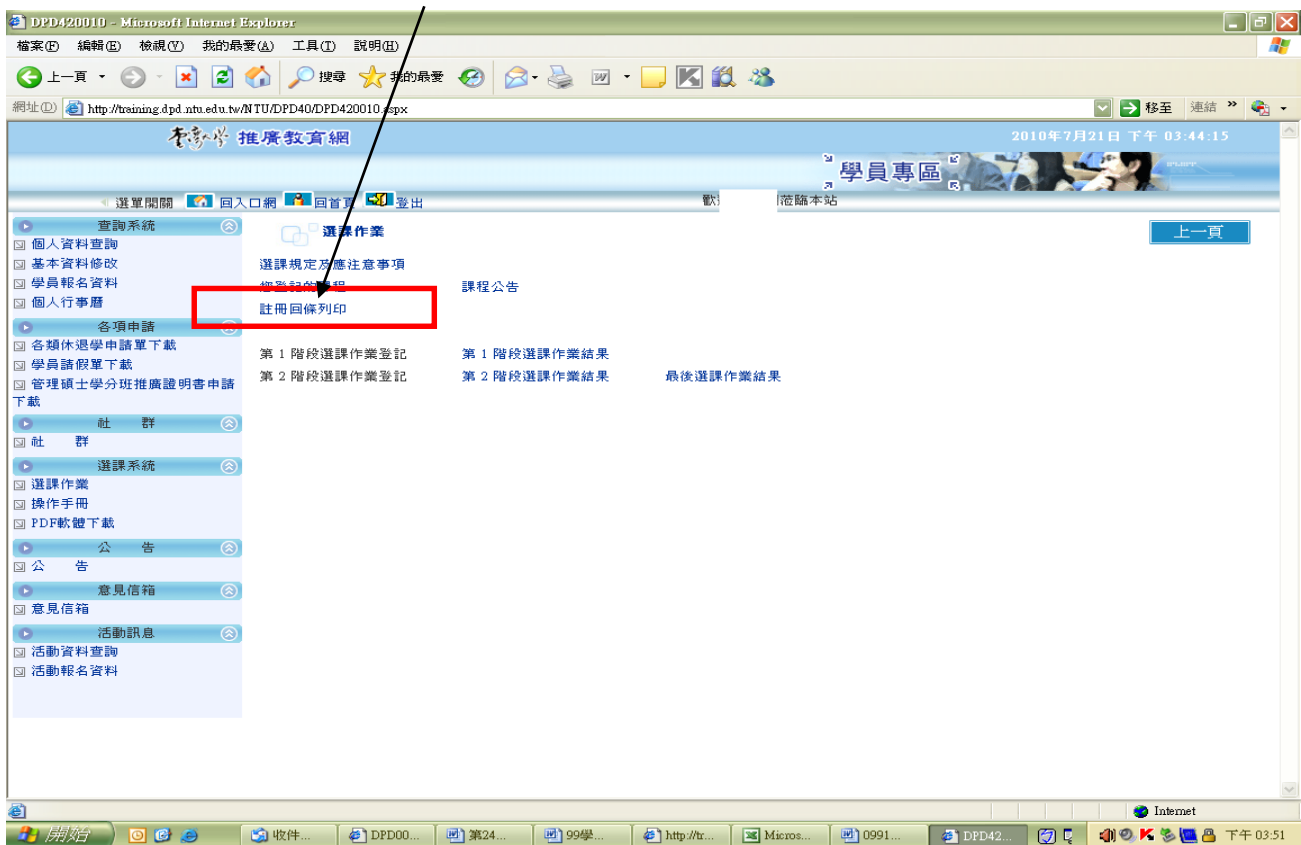 DPD420010 - Microsoft Internet Explorer
檔案(F) 編輯(E) 檢視(V) 我的最愛(A) 工具(T) 說明(H)
上一頁 搜尋 我的最愛
網址(D) http://training.dpd.ntu.edu.tw/NTU/DPD40/DPD420010.aspx 移至 連結 »
臺灣大學 推廣教育網 2010年7月21日 下午 03:44:15
學員專區
選單開關 回入口網 回首頁 登出 歡 蒞臨本站
查詢系統
個人資料查詢
基本資料修改
學員報名資料
個人行事曆
各項申請
各類休退學申請單下載
學員請假單下載
管理碩士學分班推廣證明書申請
下載
社 群
社 群
選課系統
選課作業
操作手冊
PDF軟體下載
公 告
公 告
意見信箱
意見信箱
活動訊息
活動資料查詢
活動報名資料
選課作業 上一頁
選課規定及應注意事項
您登記的課程 課程公告
註冊回條列印
第 1 階段選課作業登記 第 1 階段選課作業結果
第 2 階段選課作業登記 第 2 階段選課作業結果 最後選課作業結果
Internet
開始 收件... DPD00... 第24... 99學... http://tr... Micros... 0991... DPD42... 下午 03:51